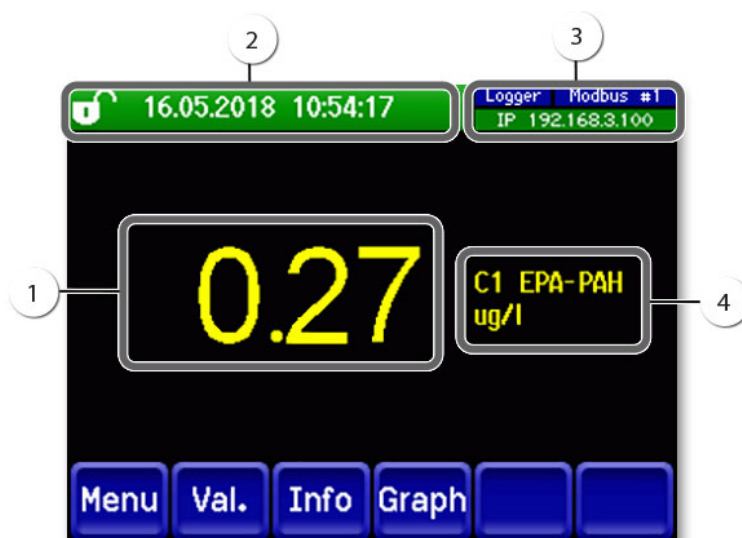 2
3
16.05.2018 10:54:17
Logger Modbus #1
IP 192.168.3.100
1
0.27
C1 EPA-PAH
ug/l
4
Menu Val. Info Graph